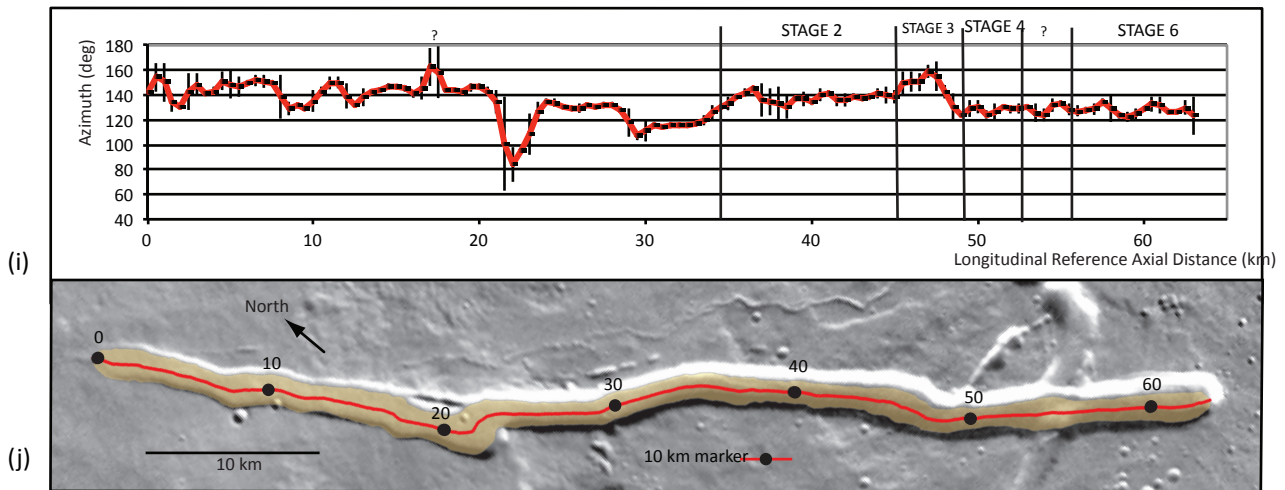 STAGE 2 STAGE 3 STAGE 4 ? STAGE 6
?
Azimuth (deg)
180
160
140
120
100
80
60
40
0 10 20 30 40 50 60
Longitudinal Reference Axial Distance (km)
(i)
North
0
10
20
30
40
50
60
10 km
10 km marker
(j)